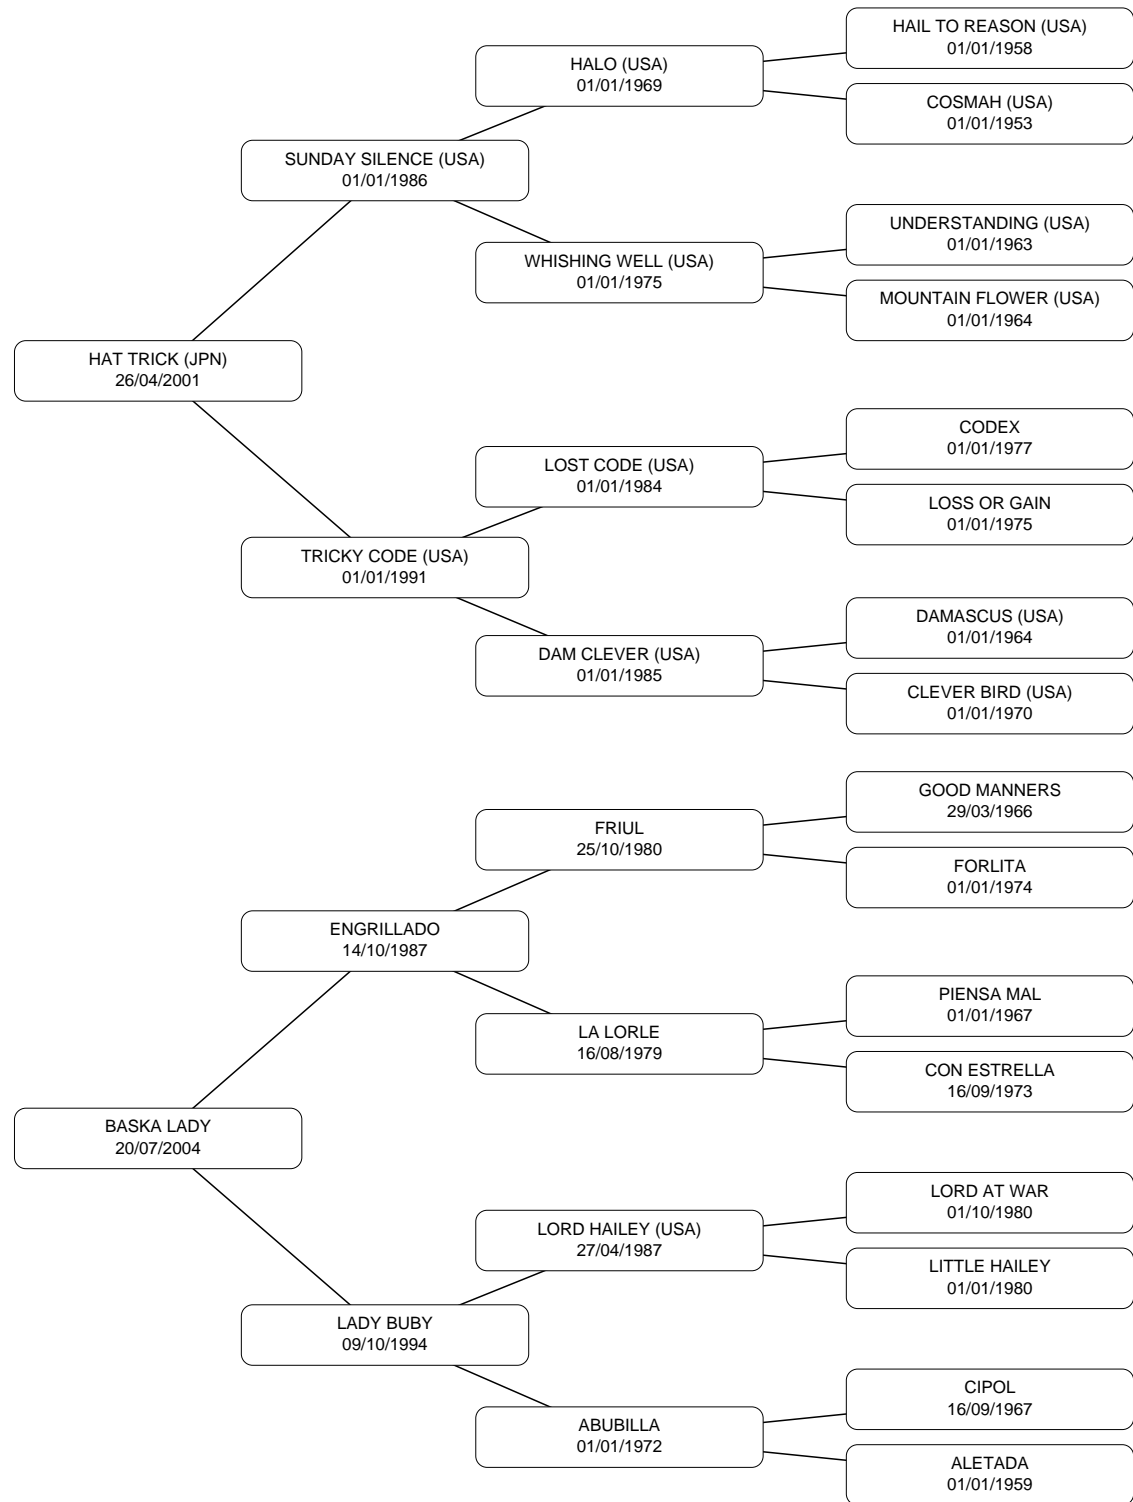 HAIL TO REASON (USA)
01/01/1958
HALO (USA)
01/01/1969
COSMAH (USA)
01/01/1953
SUNDAY SILENCE (USA)
01/01/1986
UNDERSTANDING (USA)
01/01/1963
WHISHING WELL (USA)
01/01/1975
MOUNTAIN FLOWER (USA)
01/01/1964
HAT TRICK (JPN)
26/04/2001
CODEX
01/01/1977
LOST CODE (USA)
01/01/1984
LOSS OR GAIN
01/01/1975
TRICKY CODE (USA)
01/01/1991
DAMASCUS (USA)
01/01/1964
DAM CLEVER (USA)
01/01/1985
CLEVER BIRD (USA)
01/01/1970
GOOD MANNERS
29/03/1966
FRIUL
25/10/1980
FORLITA
01/01/1974
ENGRILLADO
14/10/1987
PIENSA MAL
01/01/1967
LA LORLE
16/08/1979
CON ESTRELLA
16/09/1973
BASKA LADY
20/07/2004
LORD AT WAR
01/10/1980
LORD HAILEY (USA)
27/04/1987
LITTLE HAILEY
01/01/1980
LADY BUBY
09/10/1994
CIPOL
16/09/1967
ABUBILLA
01/01/1972
ALETADA
01/01/1959